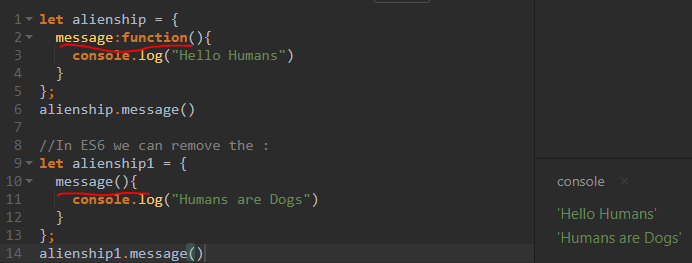 1 let alienship = {
2 message:function(){
3 console.log("Hello Humans")
4 }
5 };
6 alienship.message()
7
8 //In ES6 we can remove the :
9 let alienship1 = {
10 message(){
11 console.log("Humans are Dogs")
12 }
13 };
14 alienship1.message()
console ×
'Hello Humans'
'Humans are Dogs'